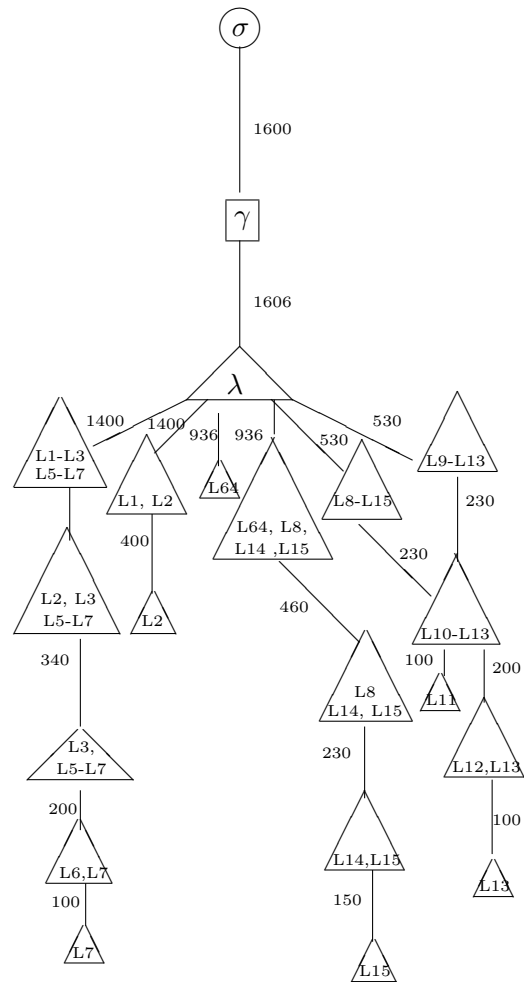 σ
1600
γ
1606
λ
1400
1400
936
936
530
530
L1-L3
L5-L7
L1, L2
L64
L64, L8,
L14 ,L15
L8-L15
L9-L13
400
230
230
L2, L3
L5-L7
L2
460
L10-L13
340
100
200
L8
L14, L15
L11
L3,
L5-L7
230
L12,L13
200
100
L6,L7
L14,L15
100
150
L13
L7
L15